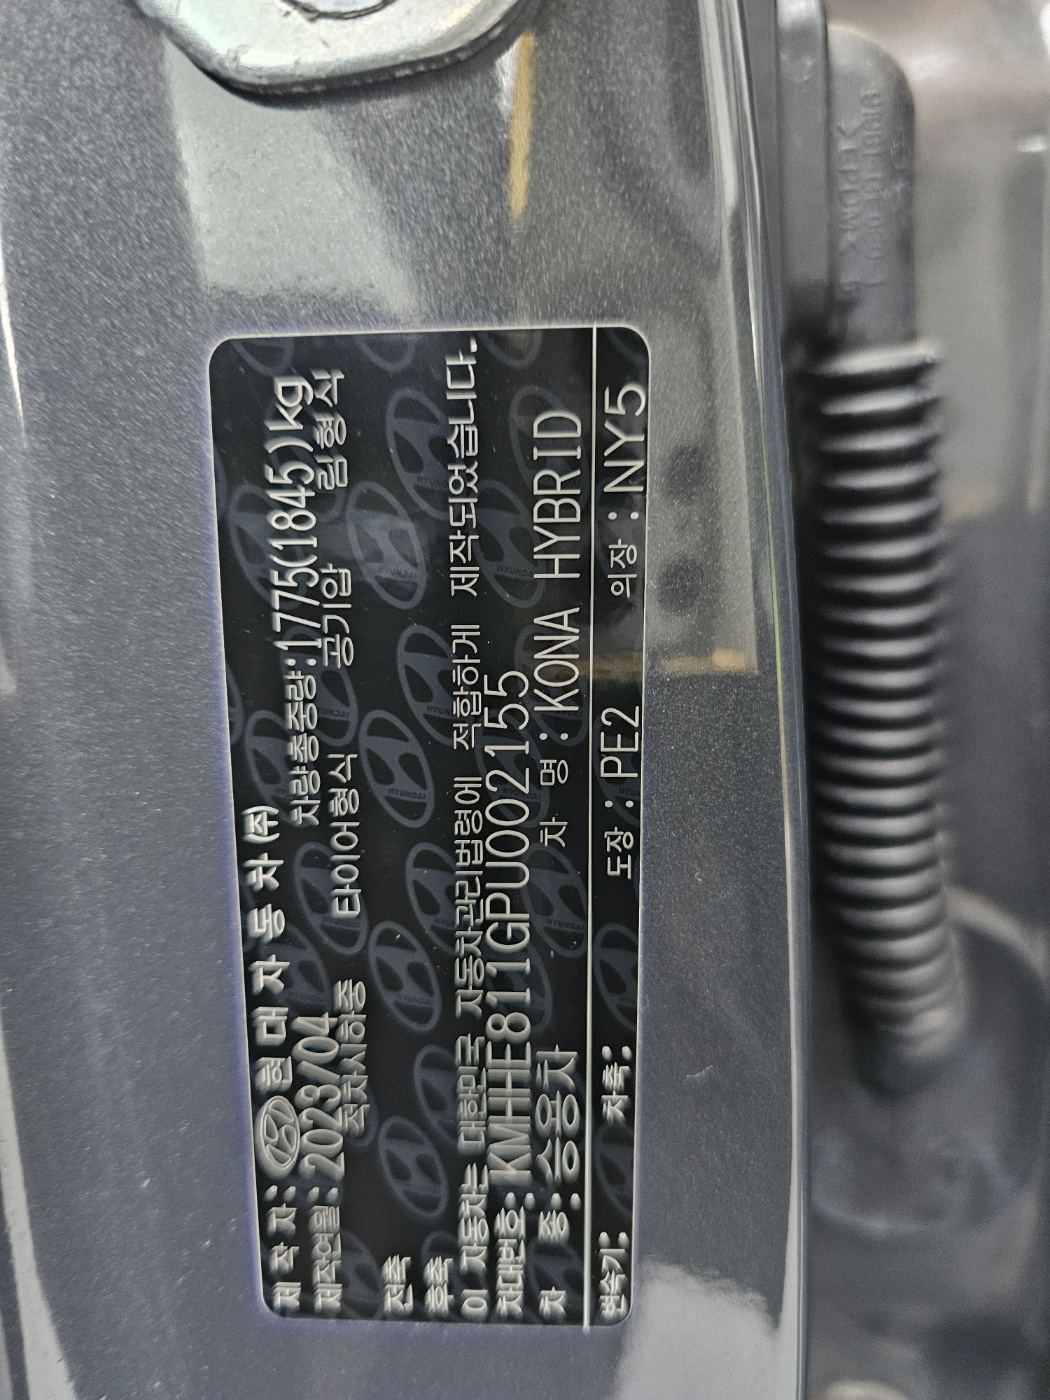 제 작 자: 현 대 자 동 차 (주)
제작연월: 2023/04 차량총중량: 1775(1845)kg
적차시하중 타이어형식 공기압 림 형식
전축
후축
이 자동차는 대한민국 자동차관리법령에 적합하게 제작되었습니다.
차대번호: KMHHE811GPU002155
차 종: 승용차 차 명: KONA HYBRID
변속기: 차축: 도장: PE2 의장: NY5